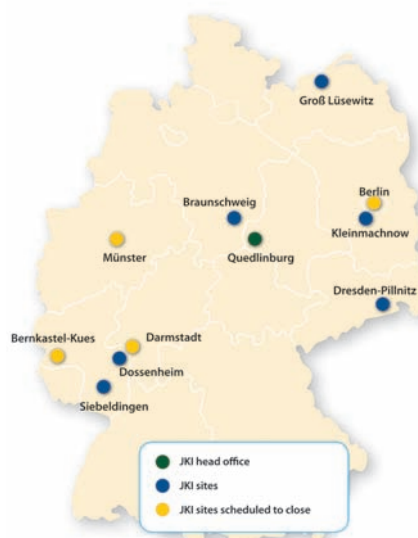 Groß Lüsewitz
Berlin
Braunschweig
Kleinmachnow
Münster
Quedlinburg
Dresden-Pillnitz
Bernkastel-Kues
Darmstadt
Dossenheim
Siebeldingen
JKI head office
JKI sites
JKI sites scheduled to close